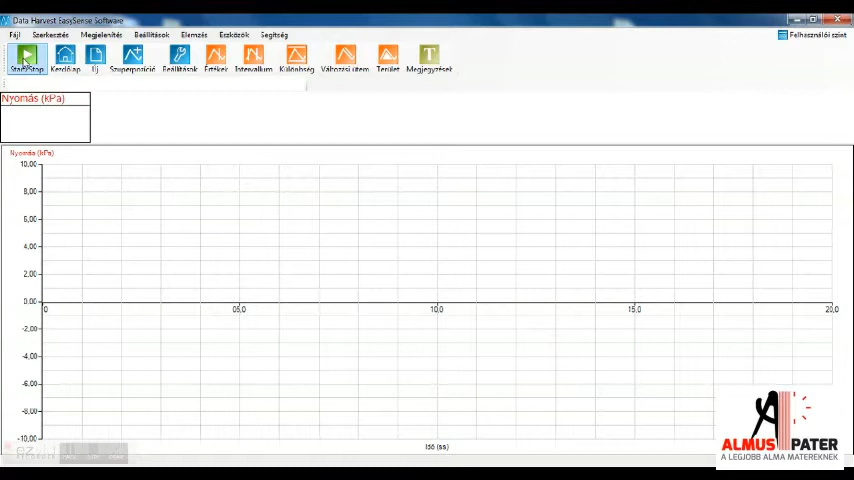 Data Harvest EasySense Software
Fájl Szerkesztés Megjelenítés Beállítások Elemzés Eszközök Segítség
Felhasználói szint
Start/Stop Kezdőlap Új Szuperpozíció Beállítások Értékek Intervallum Különbség Változási ütem Terület Megjegyzések
Nyomás (kPa)
Nyomás (kPa)
10,00
8,00
6,00
4,00
2,00
0.00
0 05,0 10,0 15,0 20,0
-2,00
-4,00
-6,00
-8,00
-10,00
Idő (ss)
ALMUS PATER
A LEGJOBB ALMA MATEREKNEK